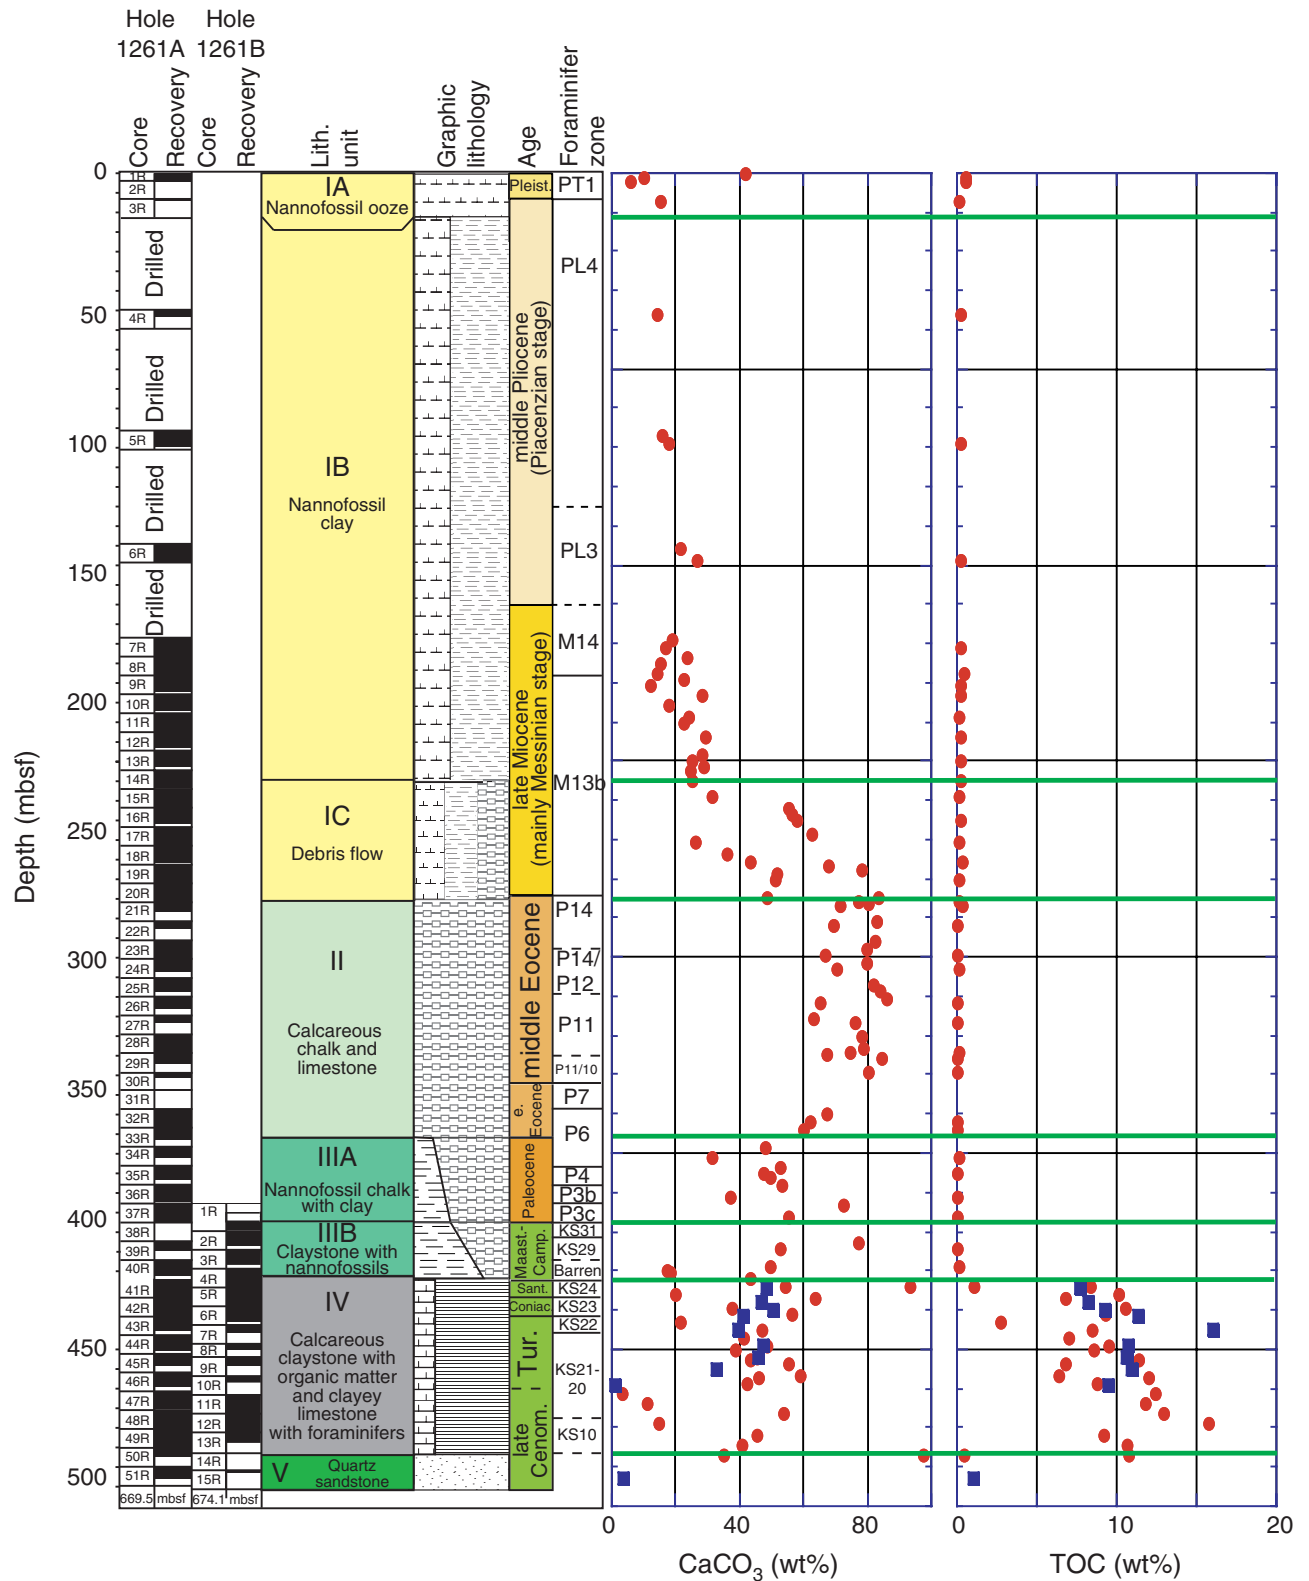 Hole Hole
1261A 1261B
Core
Recovery
Core
Recovery
Lith.
unit
Graphic
lithology
Age
Foraminifer
zone
0
50
100
150
200
250
300
350
400
450
500
Depth (mbsf)
1R
2R
3R
Drilled
4R
Drilled
5R
Drilled
6R
Drilled
7R
8R
9R
10R
11R
12R
13R
14R
15R
16R
17R
18R
19R
20R
21R
22R
23R
24R
25R
26R
27R
28R
29R
30R
31R
32R
33R
34R
35R
36R
37R
38R
39R
40R
41R
42R
43R
44R
45R
46R
47R
48R
49R
50R
51R
669.5 mbsf
1R
2R
3R
4R
5R
6R
7R
8R
9R
10R
11R
12R
13R
14R
15R
674.1 mbsf
IA
Nannofossil ooze
IB
Nannofossil
clay
IC
Debris flow
II
Calcareous
chalk and
limestone
IIIA
Nannofossil chalk
with clay
IIIB
Claystone with
nannofossils
IV
Calcareous
claystone with
organic matter
and clayey
limestone
with foraminifers
V Quartz
sandstone
Pleist.
middle Pliocene
(Piacenzian stage)
late Miocene
(mainly Messinian stage)
middle Eocene
e.
Eocene
Paleocene
Maast.-
Camp.
Sant.
Coniac.
Tur.
late
Cenom.
PT1
PL4
PL3
M14
M13b
P14
P14/
P12
P11
P11/10
P7
P6
P4
P3b
P3c
KS31
KS29
Barren
KS24
KS23
KS22
KS21-
20
KS10
0 40 80
CaCO₃ (wt%)
0 10 20
TOC (wt%)